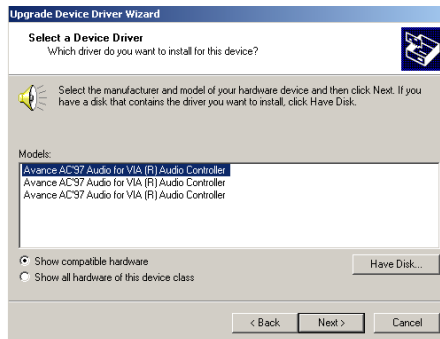 Upgrade Device Driver Wizard
Select a Device Driver
Which driver do you want to install for this device?
Select the manufacturer and model of your hardware device and then click Next. If you
have a disk that contains the driver you want to install, click Have Disk.
Models:
Avance AC'97 Audio for VIA (R) Audio Controller
Avance AC'97 Audio for VIA (R) Audio Controller
Avance AC'97 Audio for VIA (R) Audio Controller
Show compatible hardware
Show all hardware of this device class
Have Disk...
< Back
Next >
Cancel